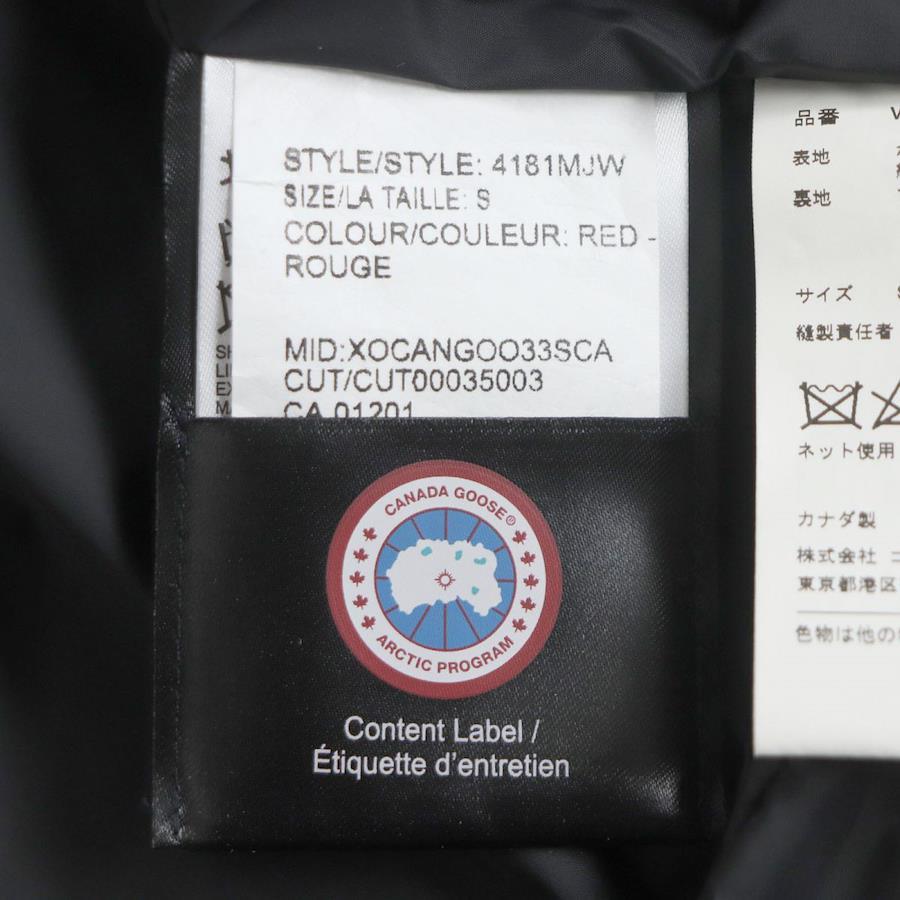 STYLE/STYLE: 4181MJW
SIZE/LA TAILLE: S
COLOUR/COULEUR: RED -
ROUGE
MID:XOCANGOO33SCA
CUT/CUT00035003
CA 01201
CANADA GOOSE®
ARCTIC PROGRAM
Content Label /
Étiquette d'entretien
品番
表地
裏地
サイズ
縫製責任者
ネット使用
カナダ製
株式会社
東京都港区
色物は他の